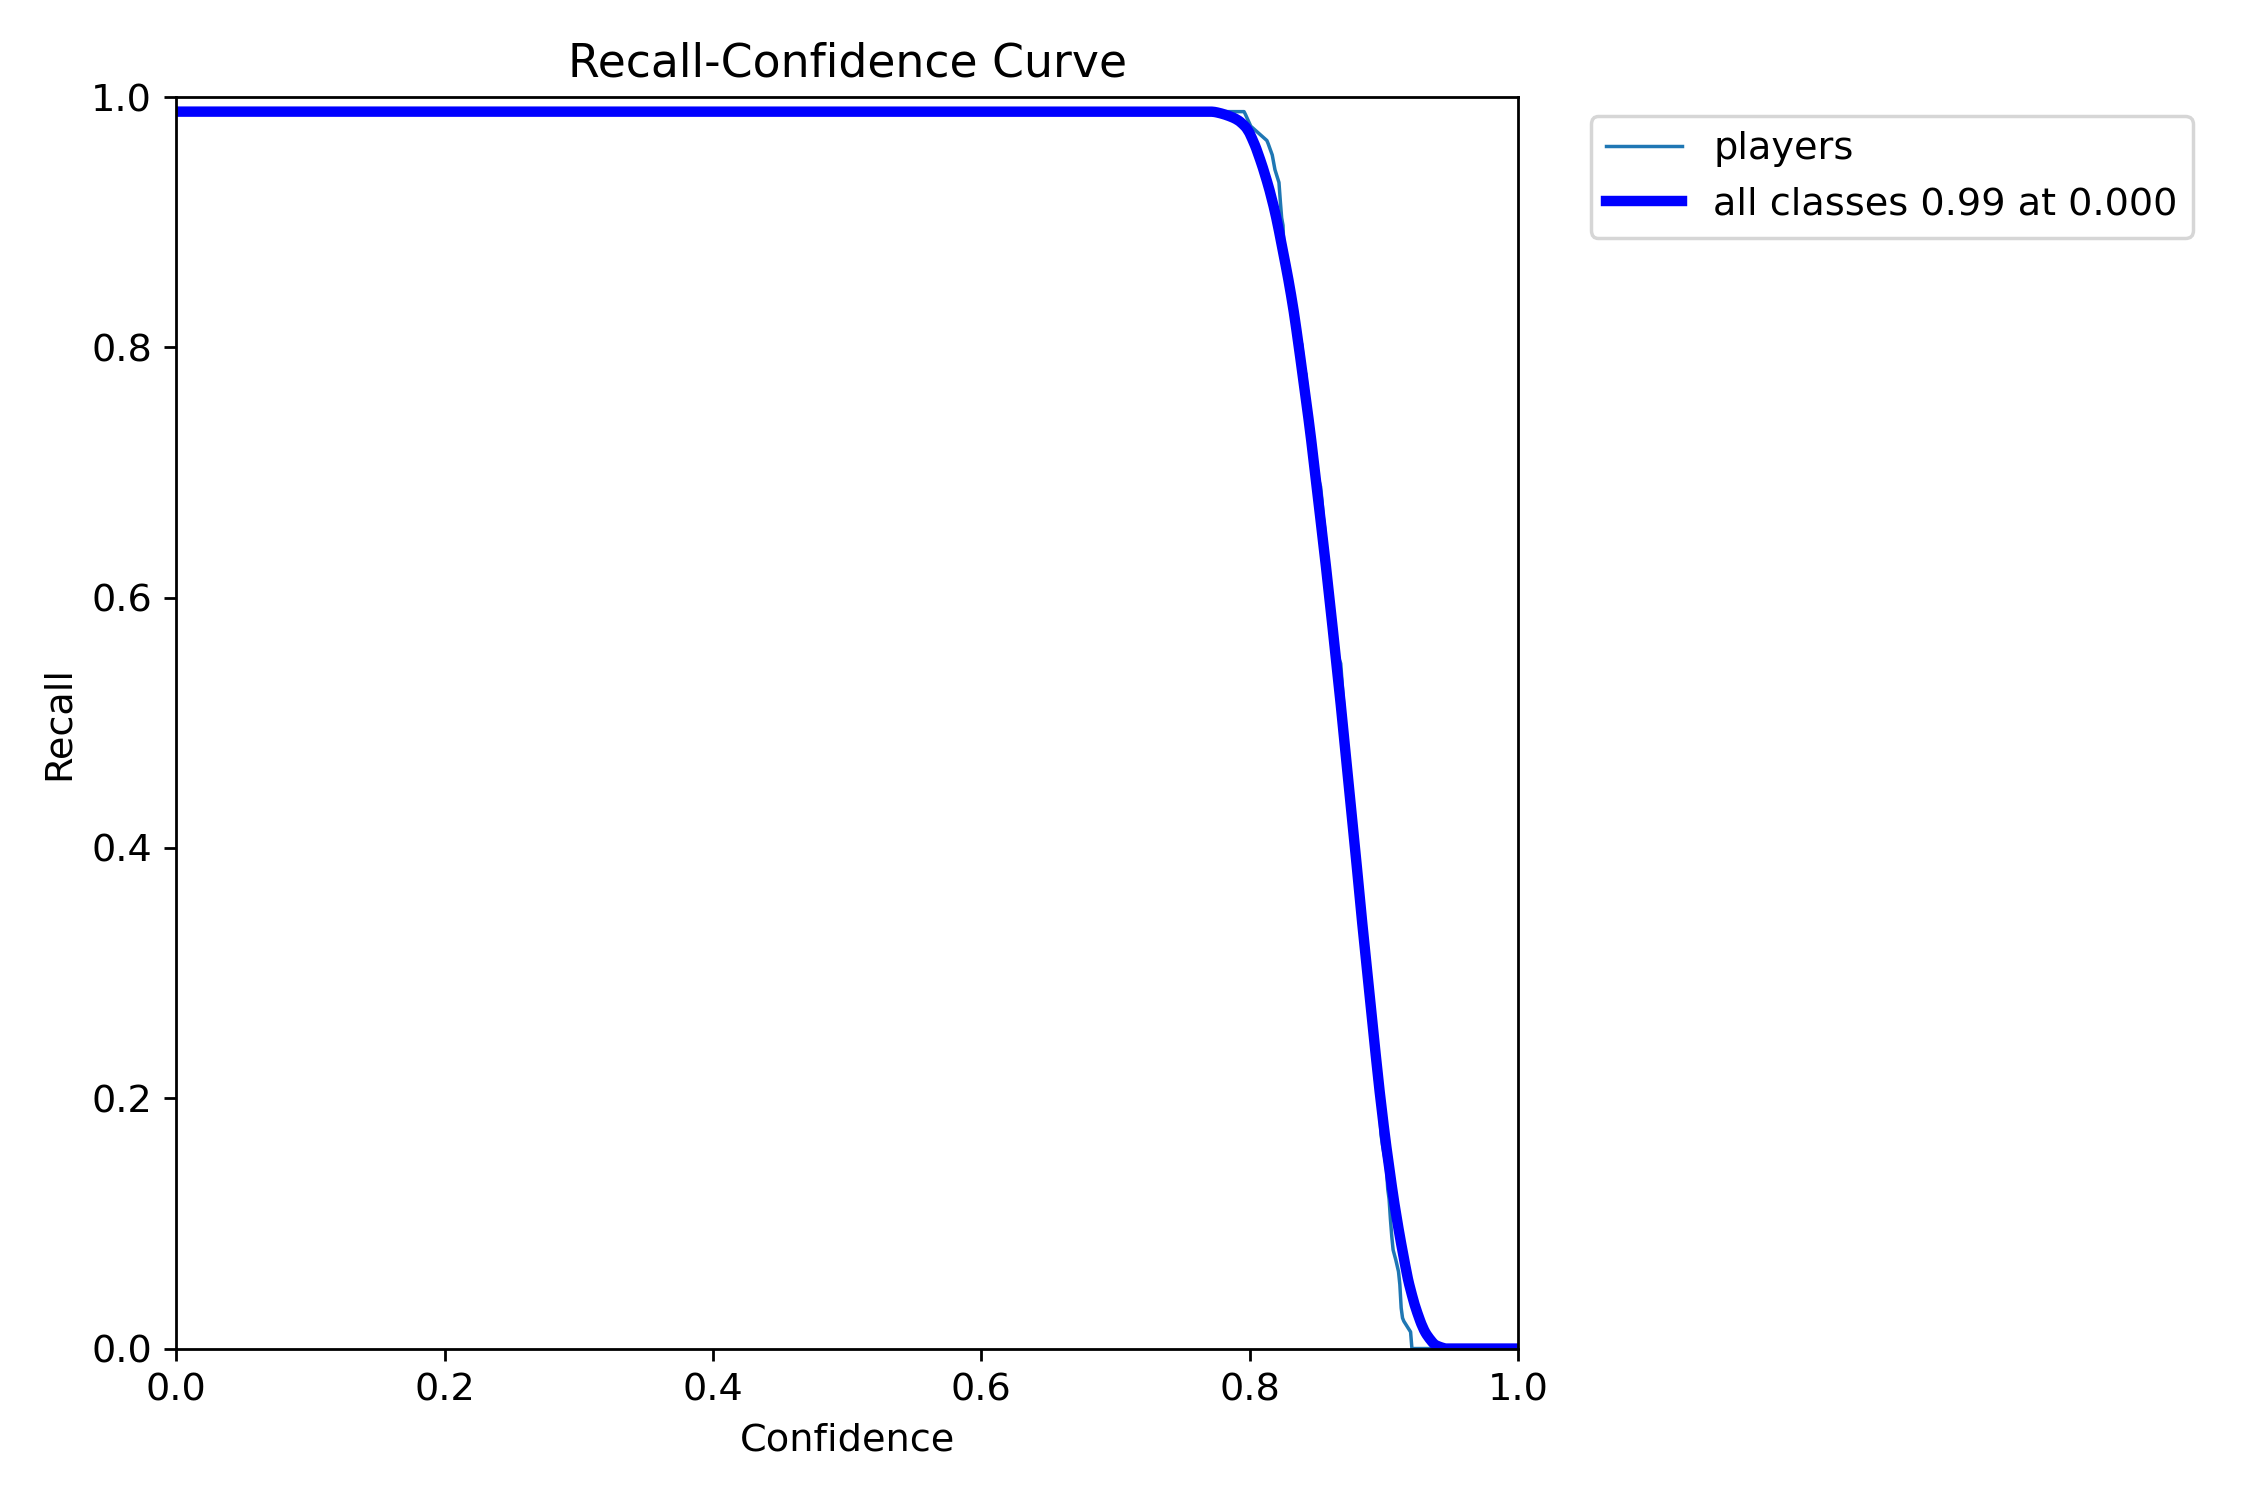 Recall-Confidence Curve
1.0
0.8
0.6
0.4
0.2
0.0
Recall
0.0 0.2 0.4 0.6 0.8 1.0
Confidence
players
all classes 0.99 at 0.000